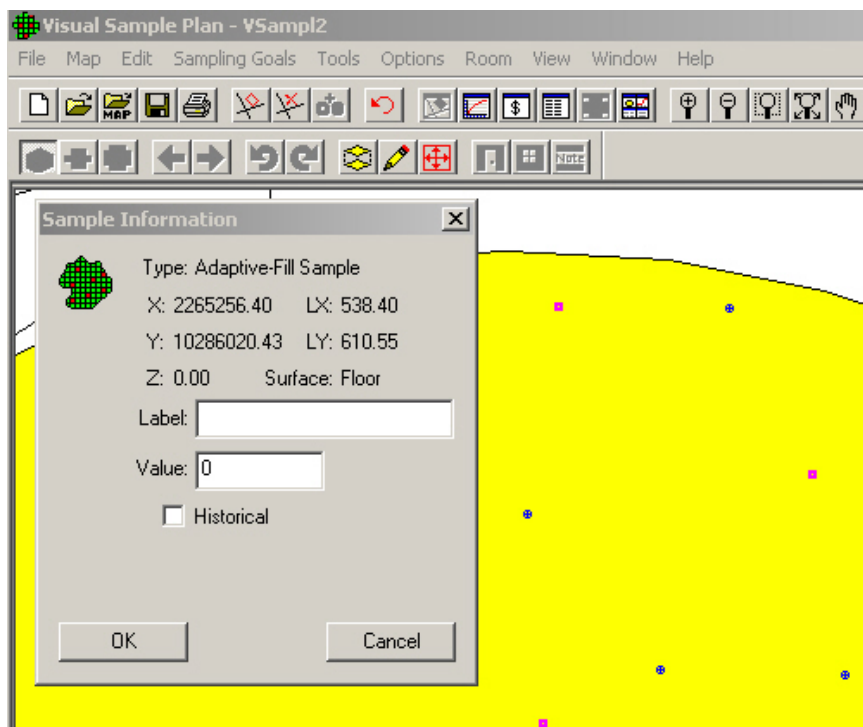 Visual Sample Plan - VSampl2
File Map Edit Sampling Goals Tools Options Room View Window Help
MAP $
Note
Sample Information
Type: Adaptive-Fill Sample
X: 2265256.40 LX: 538.40
Y: 10286020.43 LY: 610.55
Z: 0.00 Surface: Floor
Label:
Value: 0
Historical
OK Cancel